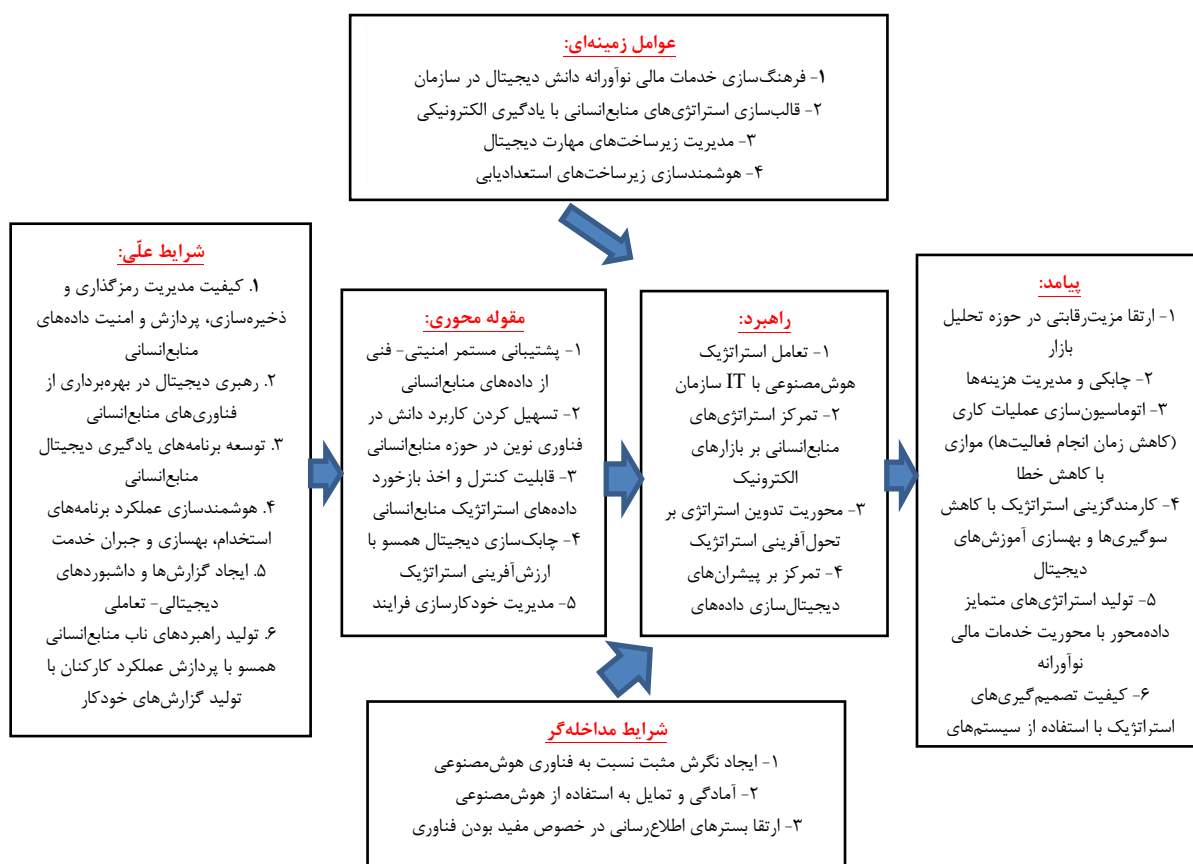 عوامل زمینه‌ای:
۱- فرهنگ‌سازی خدمات مالی نوآورانه دانش دیجیتال در سازمان
۲- قالب‌سازی استراتژی‌های منابع‌انسانی با یادگیری الکترونیکی
۳- مدیریت زیرساخت‌های مهارت دیجیتال
۴- هوشمندسازی زیرساخت‌های استعدادیابی
شرایط علّی:
۱. کیفیت مدیریت رمزگذاری و
ذخیره‌سازی، پردازش و امنیت داده‌های
منابع‌انسانی
۲. رهبری دیجیتال در بهره‌برداری از
فناوری‌های منابع‌انسانی
۳. توسعه برنامه‌های یادگیری دیجیتال
منابع‌انسانی
۴. هوشمندسازی عملکرد برنامه‌های
استخدام، بهسازی و جبران خدمت
۵. ایجاد گزارش‌ها و داشبوردهای
دیجیتالی- تعاملی
۶. تولید راهبردهای ناب منابع‌انسانی
همسو با پردازش عملکرد کارکنان با
تولید گزارش‌های خودکار
مقوله محوری:
۱- پشتیبانی مستمر امنیتی- فنی
از داده‌های منابع‌انسانی
۲- تسهیل کردن کاربرد دانش در
فناوری نوین در حوزه منابع‌انسانی
۳- قابلیت کنترل و اخذ بازخورد
داده‌های استراتژیک منابع‌انسانی
۴- چابک‌سازی دیجیتال همسو با
ارزش‌آفرینی استراتژیک
۵- مدیریت خودکارسازی فرایند
راهبرد:
۱- تعامل استراتژیک
هوش‌مصنوعی با IT سازمان
۲- تمرکز استراتژی‌های
منابع‌انسانی بر بازارهای
الکترونیک
۳- محوریت تدوین استراتژی بر
تحول‌آفرینی استراتژیک
۴- تمرکز بر پیشران‌های
دیجیتال‌سازی داده‌های
پیامد:
۱- ارتقا مزیت‌رقابتی در حوزه تحلیل
بازار
۲- چابکی و مدیریت هزینه‌ها
۳- اتوماسیون‌سازی عملیات کاری
(کاهش زمان انجام فعالیت‌ها) موازی
با کاهش خطا
۴- کارمندگزینی استراتژیک با کاهش
سوگیری‌ها و بهسازی آموزش‌های
دیجیتال
۵- تولید استراتژی‌های متمایز
داده‌محور با محوریت خدمات مالی
نوآورانه
۶- کیفیت تصمیم‌گیری‌های
استراتژیک با استفاده از سیستم‌های
شرایط مداخله‌گر
۱- ایجاد نگرش مثبت نسبت به فناوری هوش‌مصنوعی
۲- آمادگی و تمایل به استفاده از هوش‌مصنوعی
۳- ارتقا بسترهای اطلاع‌رسانی در خصوص مفید بودن فناوری